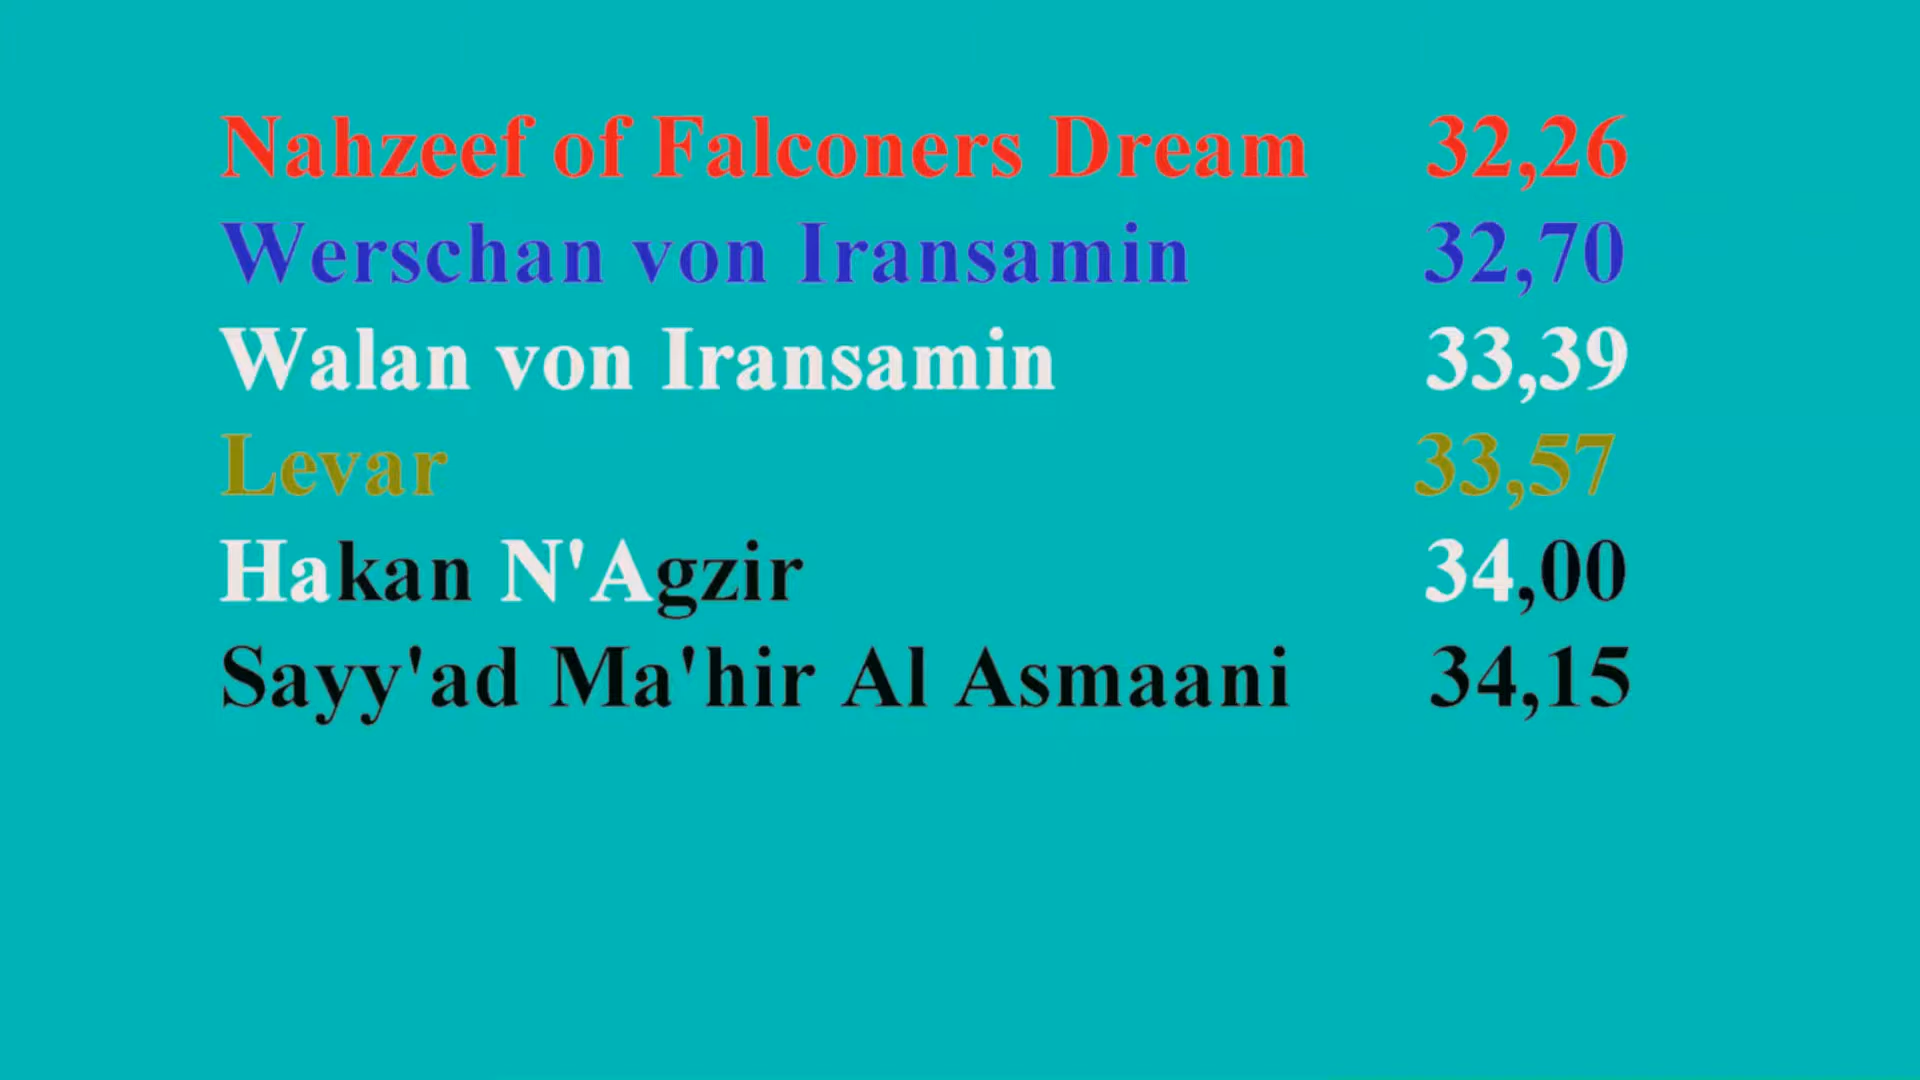 Nahzeef of Falconers Dream 32,26
Werschan von Iransamin 32,70
Walan von Iransamin 33,39
Levar 33,57
Hakan N'Agzir 34,00
Sayy'ad Ma'hir Al Asmaani 34,15